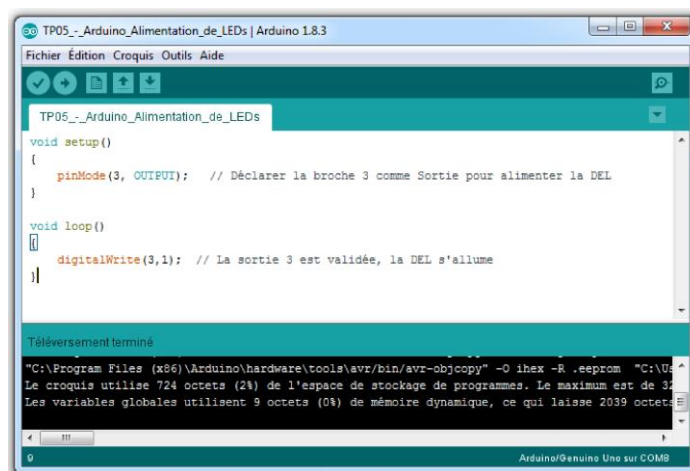 TP05_-_Arduino_Alimentation_de_LEDs | Arduino 1.8.3
Fichier Édition Croquis Outils Aide
TP05_-_Arduino_Alimentation_de_LEDs
void setup()
{
pinMode(3, OUTPUT); // Déclarer la broche 3 comme Sortie pour alimenter la DEL
}
void loop()
{
digitalWrite(3,1); // La sortie 3 est validée, la DEL s'allume
}
Téléversement terminé
"C:\Program Files (x86)\Arduino\hardware\tools\avr/bin/avr-objcopy" -O ihex -R .eeprom "C:\Us
Le croquis utilise 724 octets (2%) de l'espace de stockage de programmes. Le maximum est de 32
Les variables globales utilisent 9 octets (0%) de mémoire dynamique, ce qui laisse 2039 octets
9 Arduino/Genuino Uno sur COM8